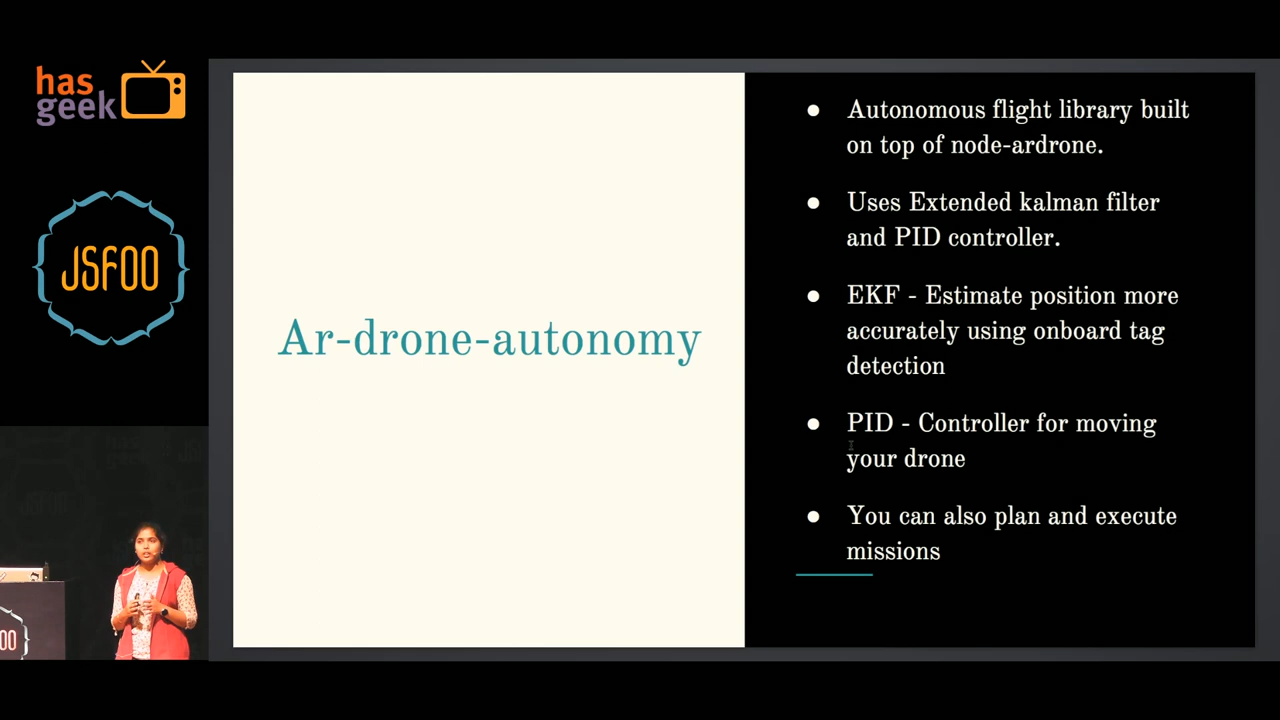 has
geek
JSFOO
Ar-drone-autonomy
● Autonomous flight library built
on top of node-ardrone.
● Uses Extended kalman filter
and PID controller.
● EKF - Estimate position more
accurately using onboard tag
detection
● PID - Controller for moving
your drone
● You can also plan and execute
missions